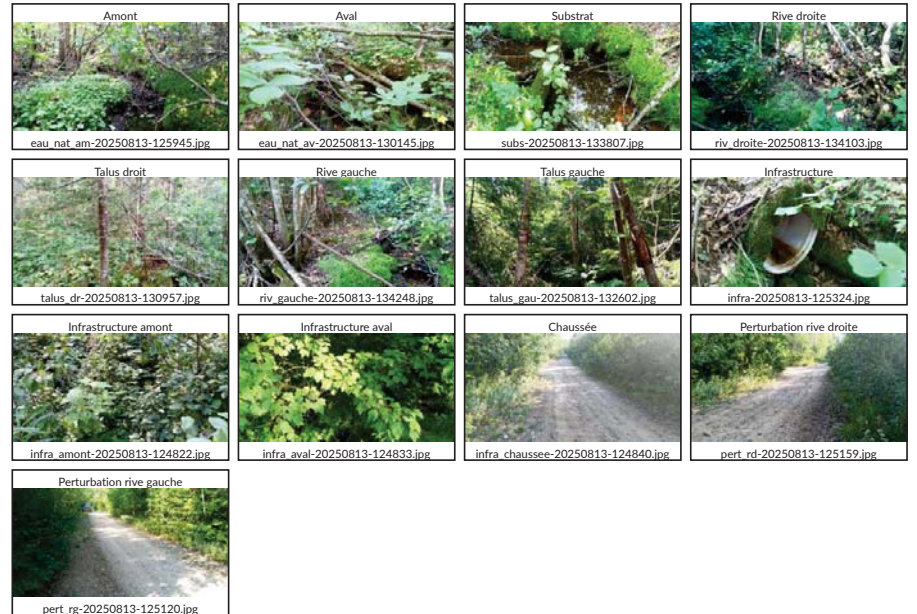 Amont
eau_nat_am-20250813-125945.jpg
Aval
eau_nat_av-20250813-130145.jpg
Substrat
subs-20250813-133807.jpg
Rive droite
riv_droite-20250813-134103.jpg
Talus droit
talus_dr-20250813-130957.jpg
Rive gauche
riv_gauche-20250813-134248.jpg
Talus gauche
talus_gau-20250813-132602.jpg
Infrastructure
infra-20250813-125324.jpg
Infrastructure amont
infra_amont-20250813-124822.jpg
Infrastructure aval
infra_aval-20250813-124833.jpg
Chaussée
infra_chaussee-20250813-124840.jpg
Perturbation rive droite
pert_rd-20250813-125159.jpg
Perturbation rive gauche
pert_rg-20250813-125120.jpg